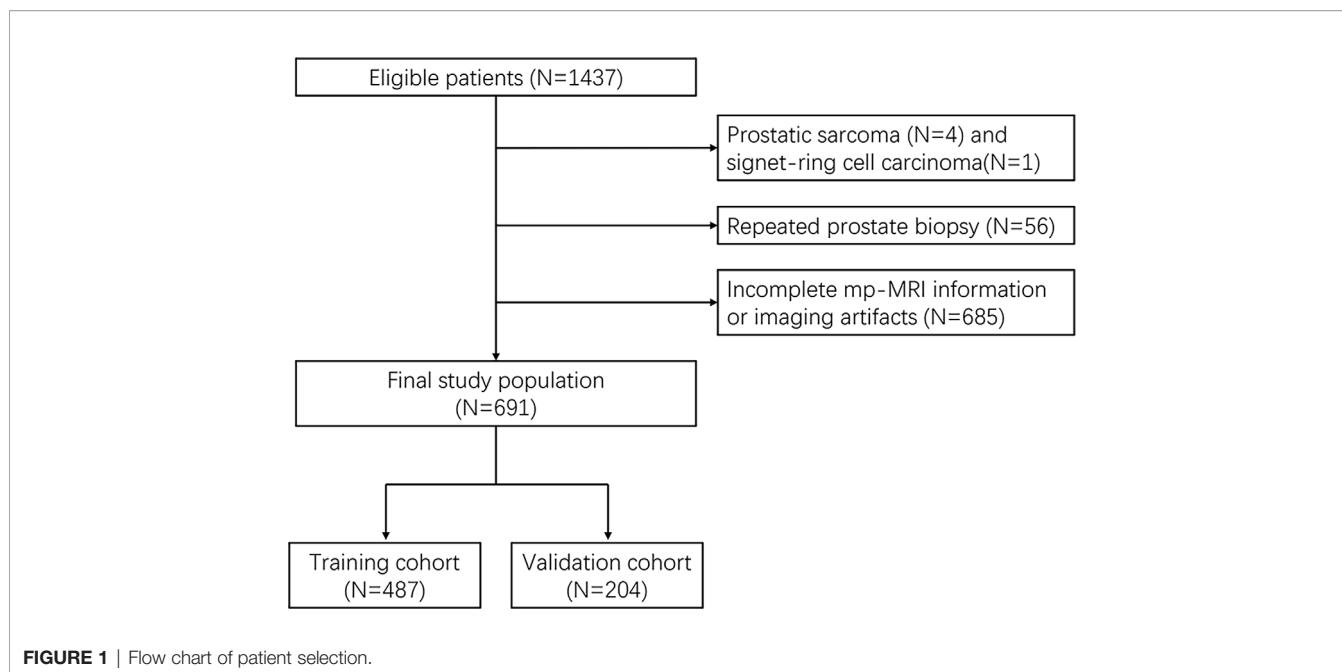 Eligible patients (N=1437)
Prostatic sarcoma (N=4) and
signet-ring cell carcinoma(N=1)
Repeated prostate biopsy (N=56)
Incomplete mp-MRI information
or imaging artifacts (N=685)
Final study population
(N=691)
Training cohort
(N=487)
Validation cohort
(N=204)
FIGURE 1 | Flow chart of patient selection.